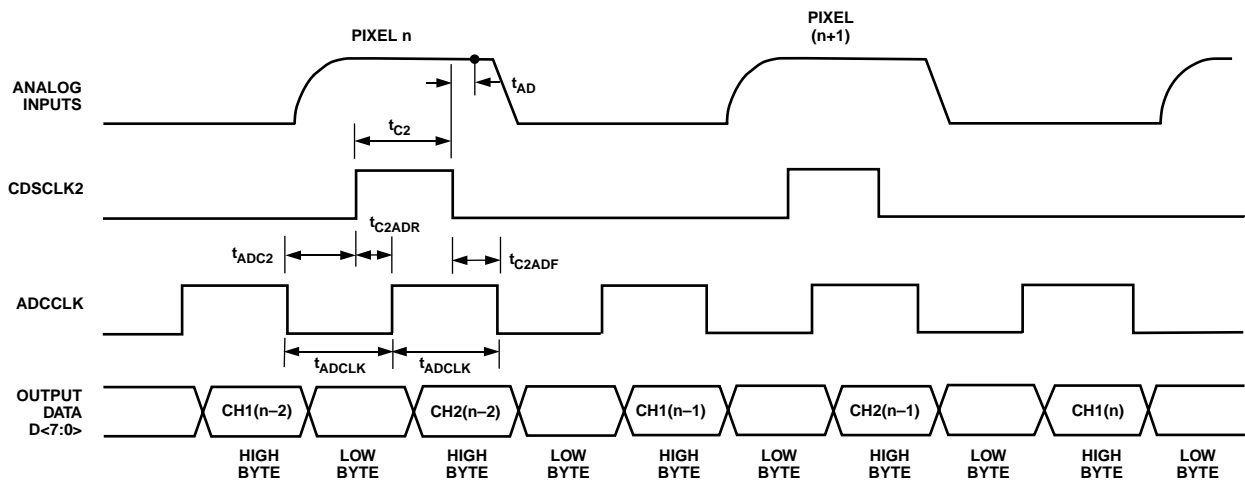 PIXEL n
PIXEL
(n+1)
ANALOG
INPUTS
tAD
tC2
CDSCLK2
tC2ADR
tADC2
tC2ADF
ADCCLK
tADCLK
tADCLK
OUTPUT
DATA
D<7:0>
CH1(n–2)
CH2(n–2)
CH1(n–1)
CH2(n–1)
CH1(n)
HIGH
BYTE
LOW
BYTE
HIGH
BYTE
LOW
BYTE
HIGH
BYTE
LOW
BYTE
HIGH
BYTE
LOW
BYTE
HIGH
BYTE
LOW
BYTE